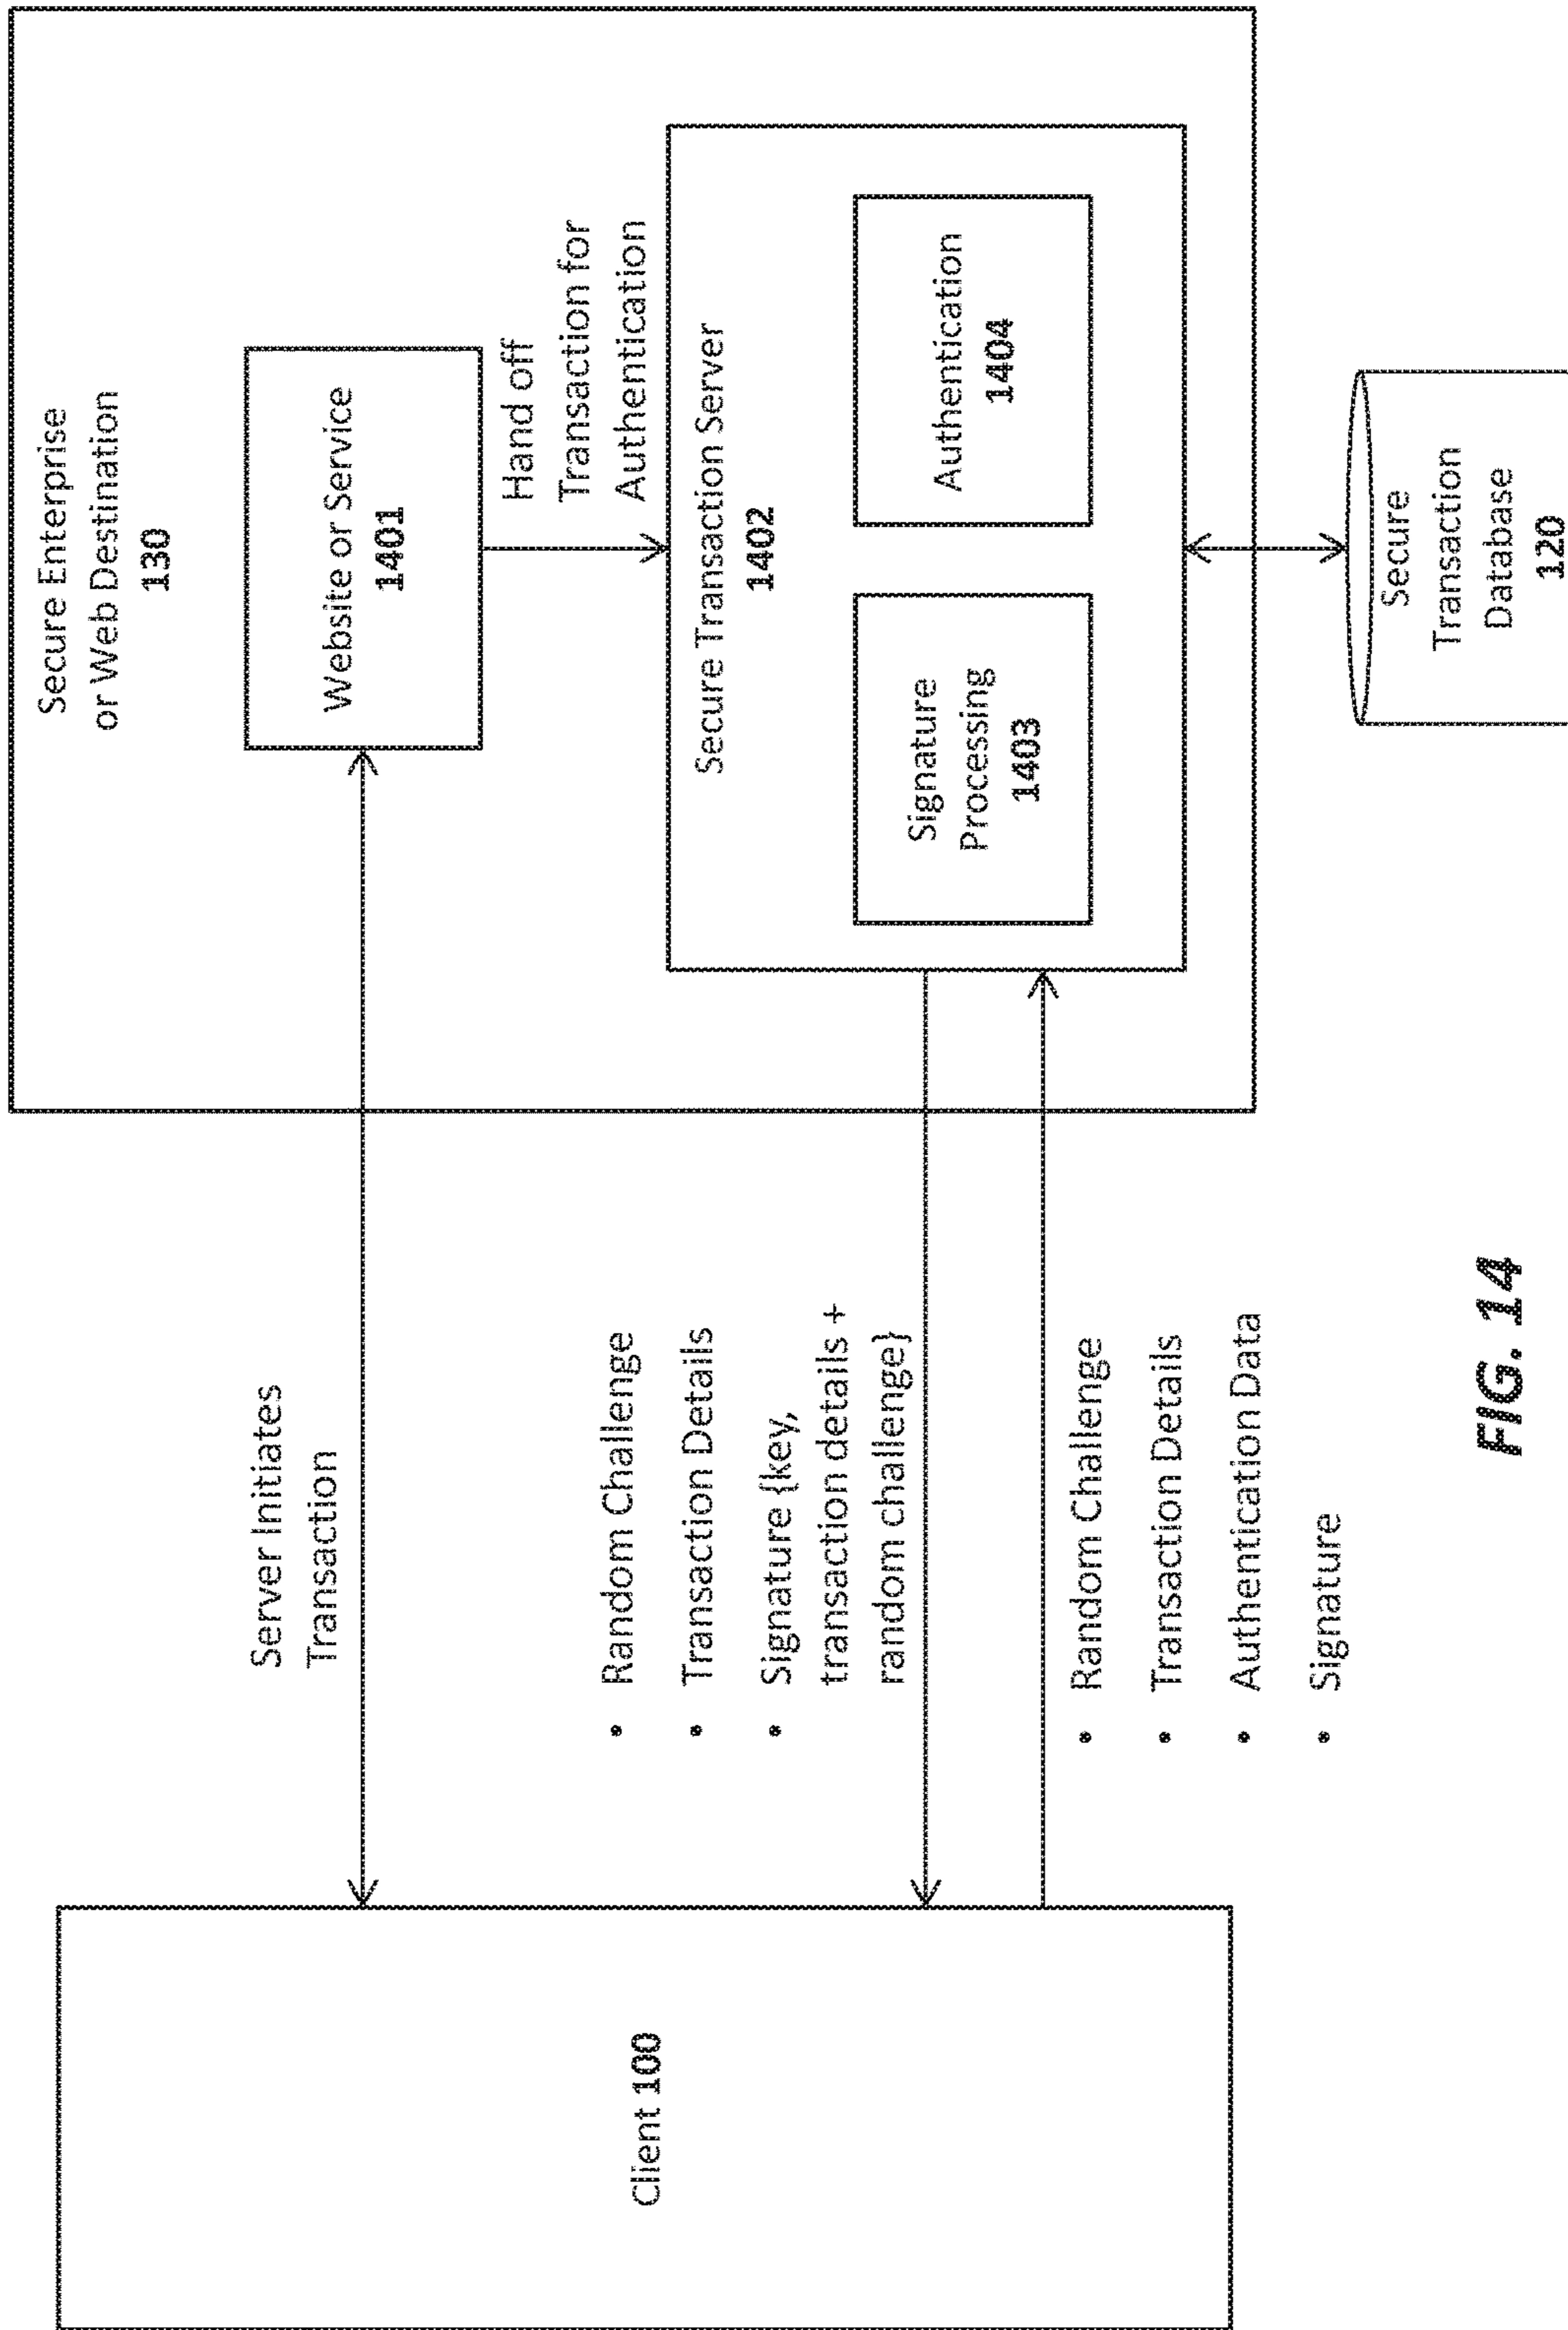 Secure Enterprise
or Web Destination
130
Website or Service
1401
Server Initiates
Transaction
Hand off
Transaction for
Authentication
Secure Transaction Server
1402
Signature
Processing
1403
Authentication
1404
Client 100
• Random Challenge
• Transaction Details
• Signature {key,
transaction details +
random challenge}
• Random Challenge
• Transaction Details
• Authentication Data
• Signature
Secure
Transaction
Database
120
FIG. 14